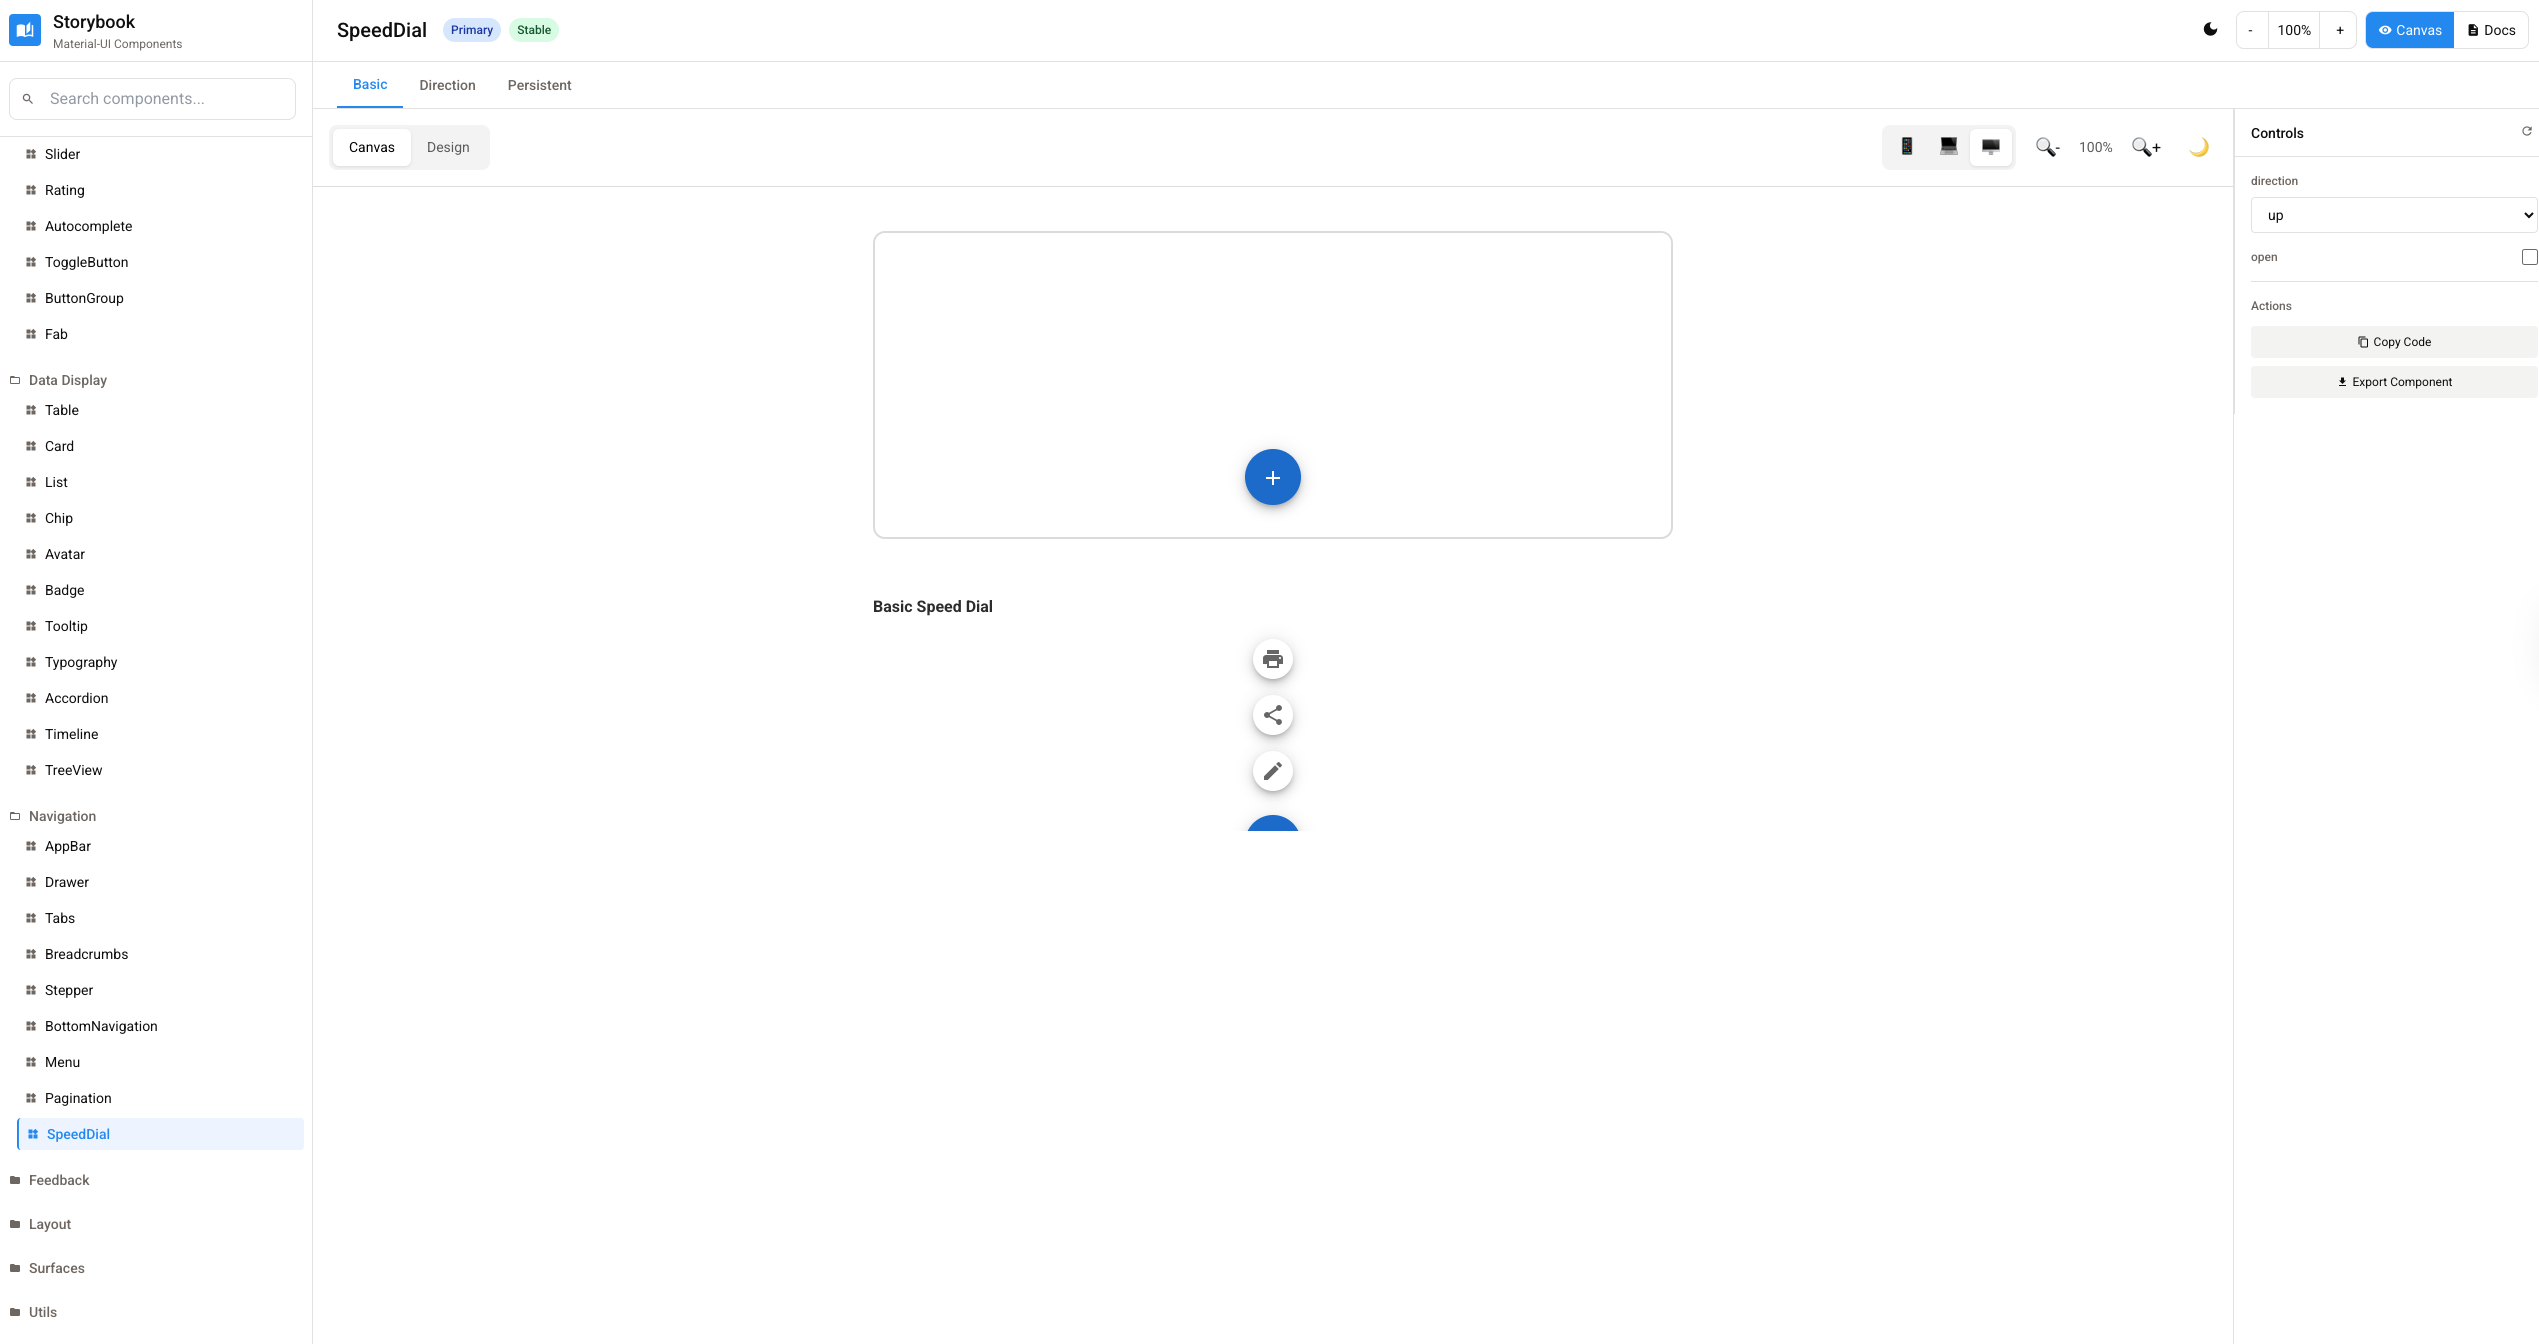 Storybook
Material-UI Components
Search components...
Slider
Rating
Autocomplete
ToggleButton
ButtonGroup
Fab
Data Display
Table
Card
List
Chip
Avatar
Badge
Tooltip
Typography
Accordion
Timeline
TreeView
Navigation
AppBar
Drawer
Tabs
Breadcrumbs
Stepper
BottomNavigation
Menu
Pagination
SpeedDial
Feedback
Layout
Surfaces
Utils
SpeedDial Primary Stable
- 100% + Canvas Docs
Basic Direction Persistent
Canvas Design
- 100% +
Basic Speed Dial
Controls
direction
up
open
Actions
Copy Code
Export Component